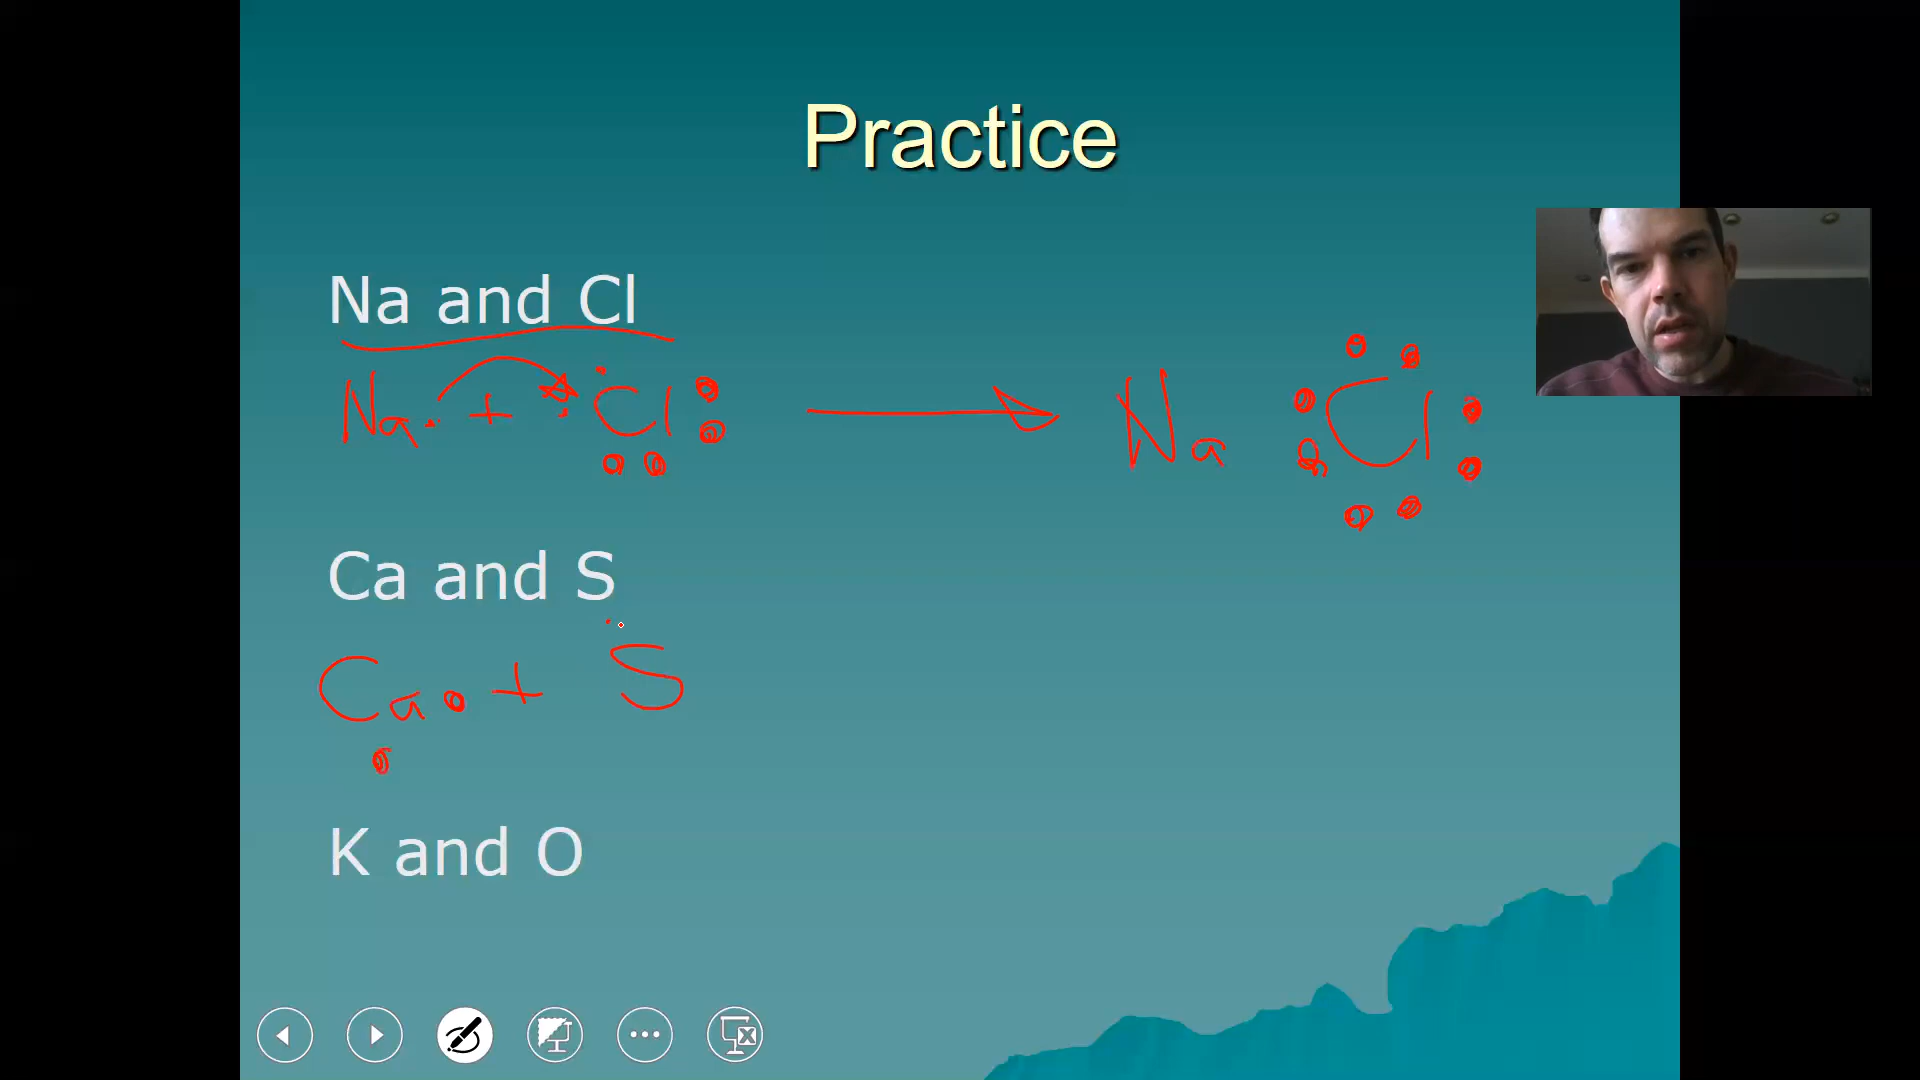 Practice
Na and Cl
Na + Cl Na Cl
Ca and S
Ca + S
K and O